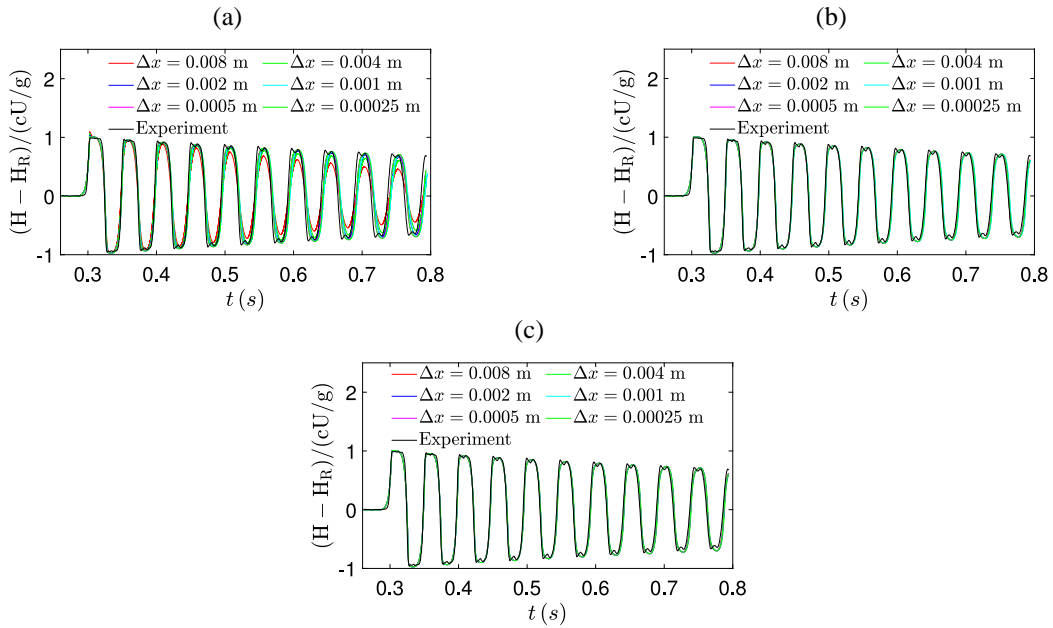 (a)
2
1
0
-1
(H − H_R)/(cU/g)
Δx = 0.008 m Δx = 0.004 m
Δx = 0.002 m Δx = 0.001 m
Δx = 0.0005 m Δx = 0.00025 m
Experiment
0.3 0.4 0.5 0.6 0.7 0.8
t (s)
(b)
2
1
0
-1
(H − H_R)/(cU/g)
Δx = 0.008 m Δx = 0.004 m
Δx = 0.002 m Δx = 0.001 m
Δx = 0.0005 m Δx = 0.00025 m
Experiment
0.3 0.4 0.5 0.6 0.7 0.8
t (s)
(c)
2
1
0
-1
(H − H_R)/(cU/g)
Δx = 0.008 m Δx = 0.004 m
Δx = 0.002 m Δx = 0.001 m
Δx = 0.0005 m Δx = 0.00025 m
Experiment
0.3 0.4 0.5 0.6 0.7 0.8
t (s)